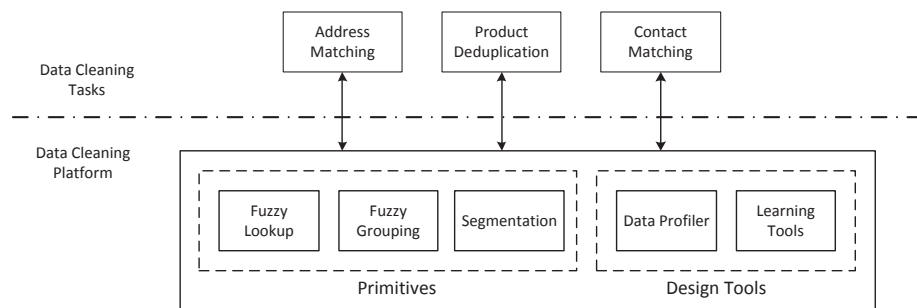 Address
Matching
Product
Deduplication
Contact
Matching
Data Cleaning
Tasks
Data Cleaning
Platform
Fuzzy
Lookup
Fuzzy
Grouping
Segmentation
Data Profiler
Learning
Tools
Primitives
Design Tools